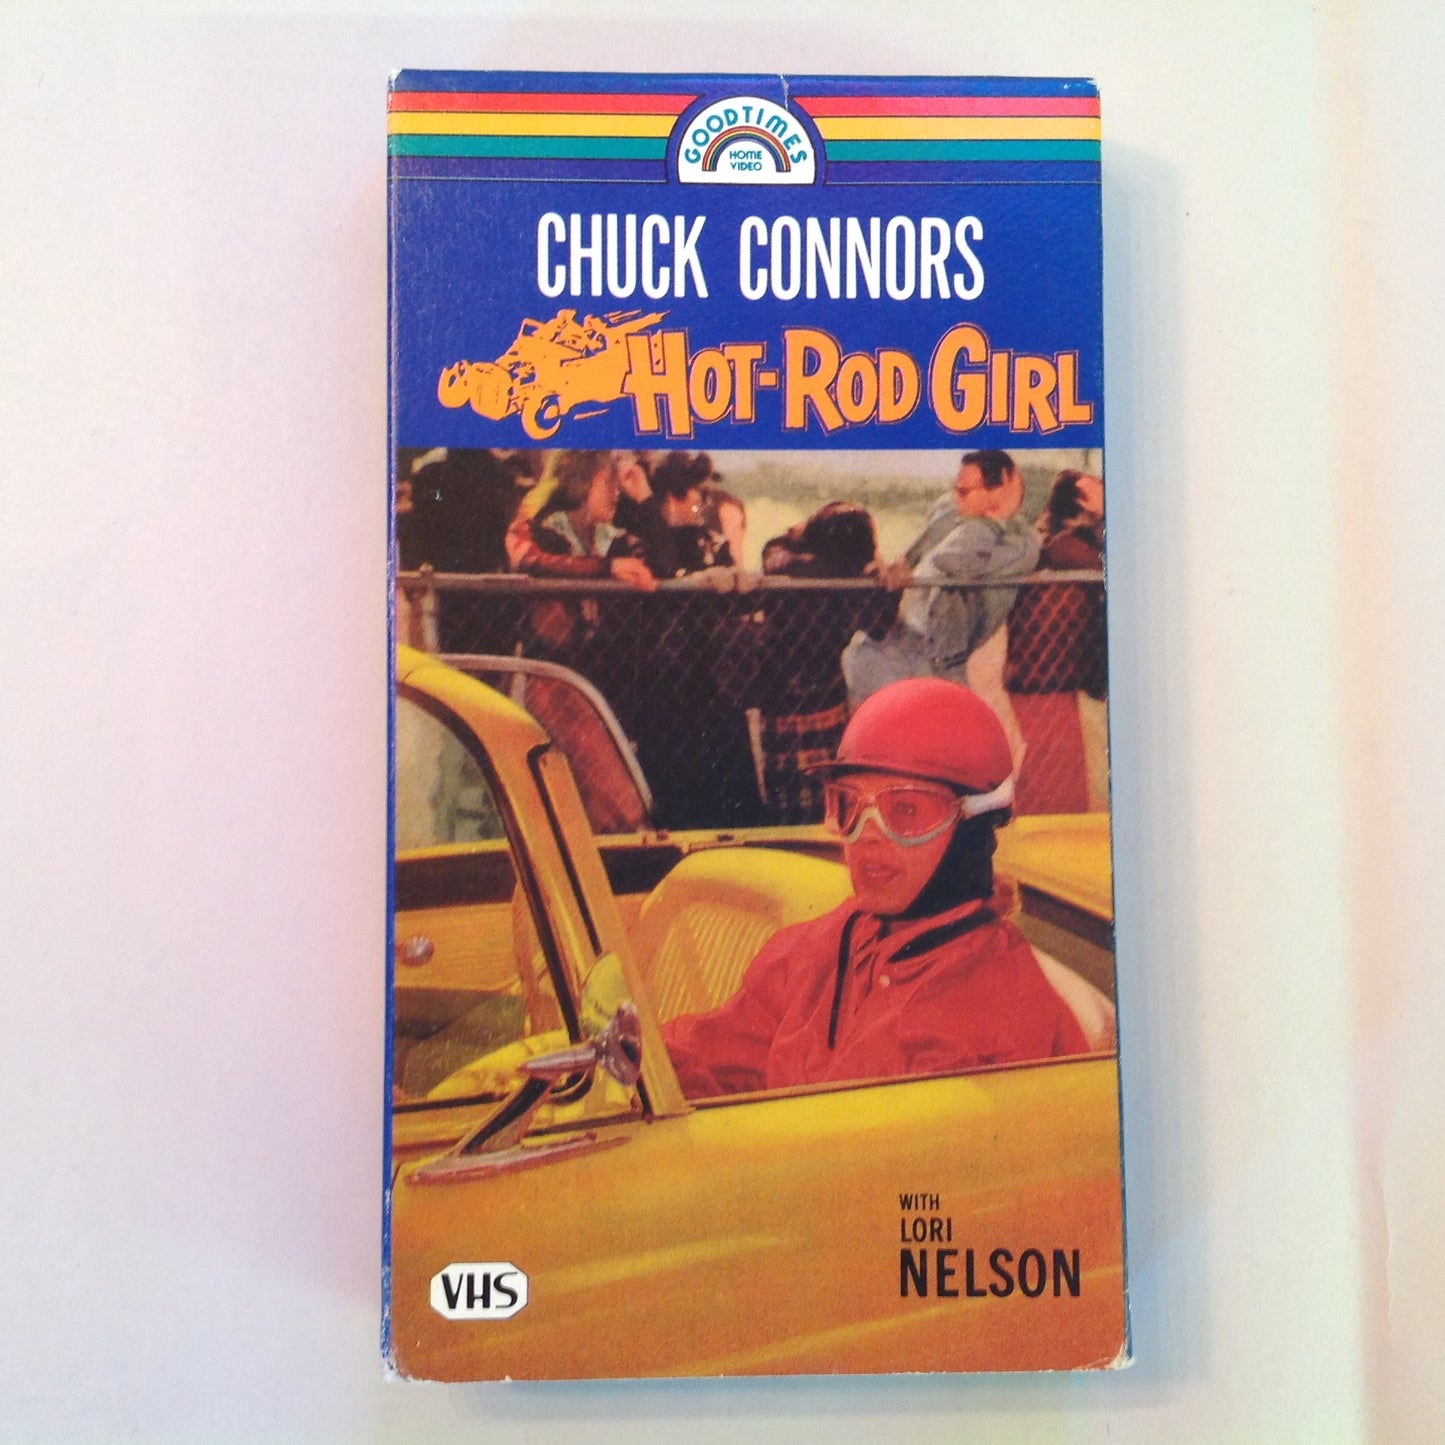 GOODTIMES
HOME
VIDEO
CHUCK CONNORS
HOT-ROD GIRL
WITH
LORI
NELSON
VHS